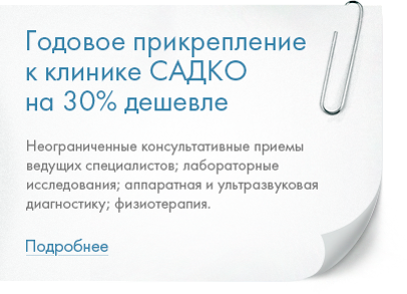 Годовое прикрепление
к клинике САДКО
на 30% дешевле
Неограниченные консультативные приемы
ведущих специалистов; лабораторные
исследования; аппаратная и ультразвуковая
диагностику; физиотерапия.
Подробнее